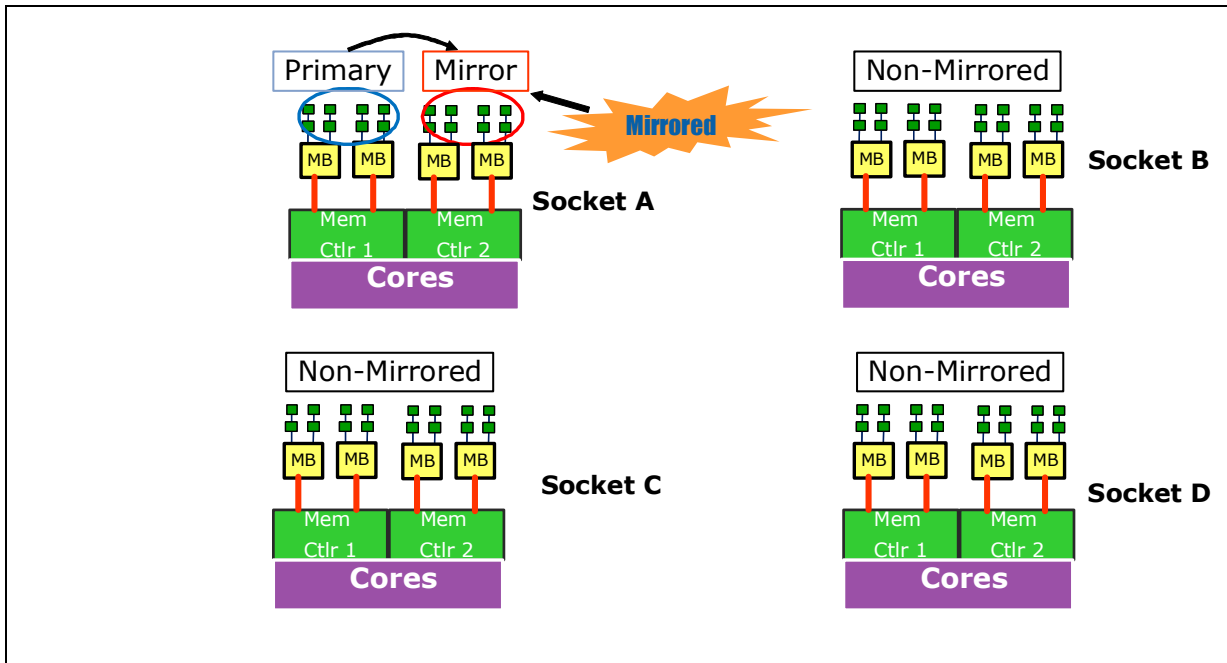 Primary
Mirror
Mirrored
MB
MB
MB
MB
Socket A
Mem
Ctlr 1
Mem
Ctlr 2
Cores
Non-Mirrored
MB
MB
MB
MB
Socket B
Mem
Ctlr 1
Mem
Ctlr 2
Cores
Non-Mirrored
MB
MB
MB
MB
Socket C
Mem
Ctlr 1
Mem
Ctlr 2
Cores
Non-Mirrored
MB
MB
MB
MB
Socket D
Mem
Ctlr 1
Mem
Ctlr 2
Cores